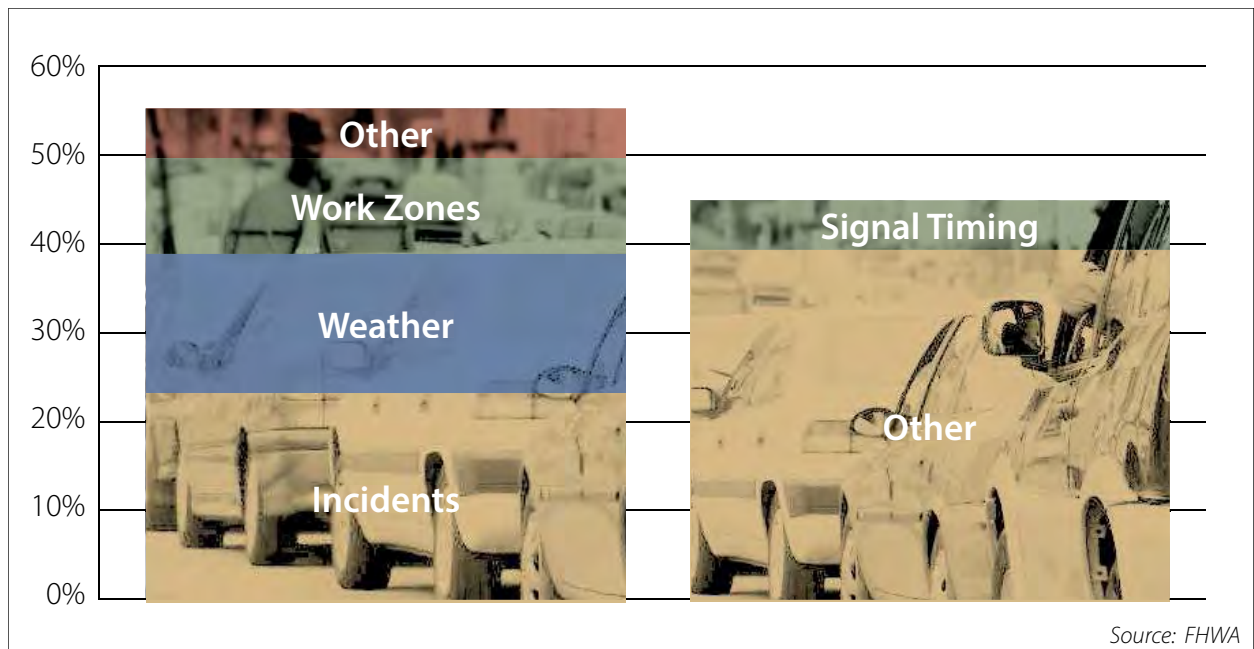 60%
50%
40%
30%
20%
10%
0%
Other
Work Zones
Weather
Incidents
Signal Timing
Other
Source: FHWA